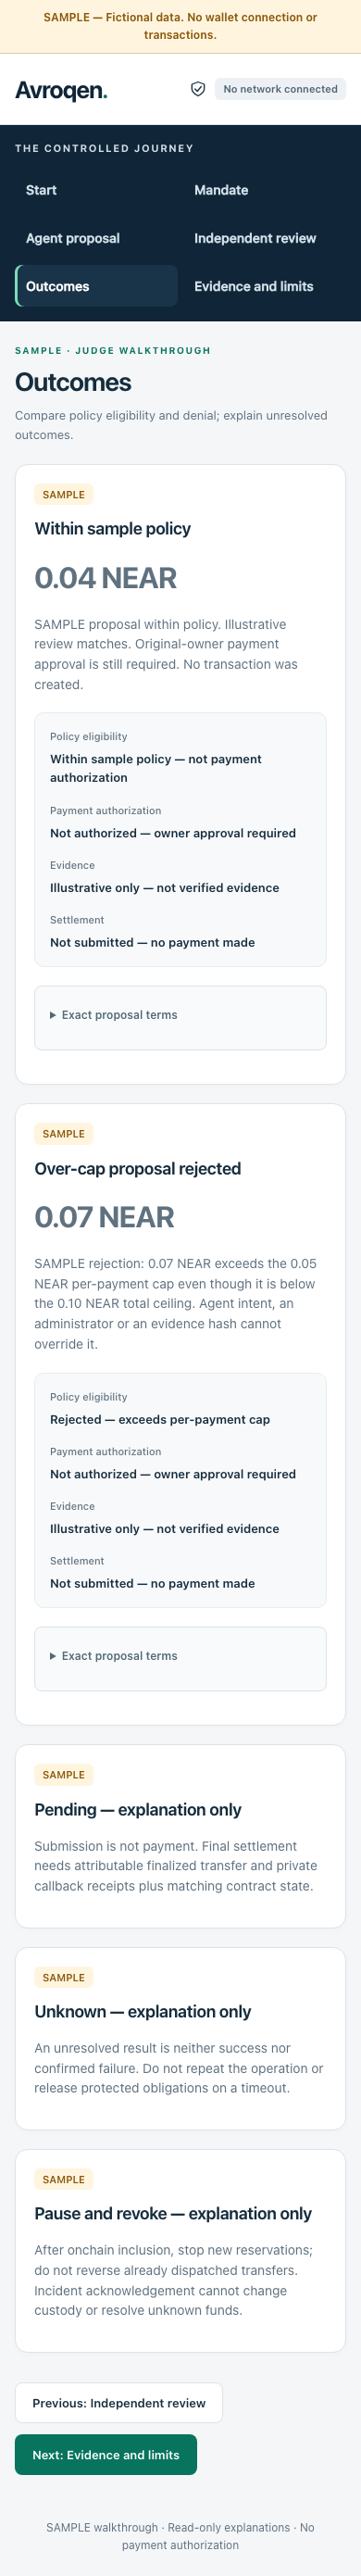 SAMPLE — Fictional data. No wallet connection or
transactions.
Avroqen.
No network connected
THE CONTROLLED JOURNEY
Start
Mandate
Agent proposal
Independent review
Outcomes
Evidence and limits
SAMPLE · JUDGE WALKTHROUGH
Outcomes
Compare policy eligibility and denial; explain unresolved
outcomes.
SAMPLE
Within sample policy
0.04 NEAR
SAMPLE proposal within policy. Illustrative
review matches. Original-owner payment
approval is still required. No transaction was
created.
Policy eligibility
Within sample policy — not payment
authorization
Payment authorization
Not authorized — owner approval required
Evidence
Illustrative only — not verified evidence
Settlement
Not submitted — no payment made
Exact proposal terms
SAMPLE
Over-cap proposal rejected
0.07 NEAR
SAMPLE rejection: 0.07 NEAR exceeds the 0.05
NEAR per-payment cap even though it is below
the 0.10 NEAR total ceiling. Agent intent, an
administrator or an evidence hash cannot
override it.
Policy eligibility
Rejected — exceeds per-payment cap
Payment authorization
Not authorized — owner approval required
Evidence
Illustrative only — not verified evidence
Settlement
Not submitted — no payment made
Exact proposal terms
SAMPLE
Pending — explanation only
Submission is not payment. Final settlement
needs attributable finalized transfer and private
callback receipts plus matching contract state.
SAMPLE
Unknown — explanation only
An unresolved result is neither success nor
confirmed failure. Do not repeat the operation or
release protected obligations on a timeout.
SAMPLE
Pause and revoke — explanation only
After onchain inclusion, stop new reservations;
do not reverse already dispatched transfers.
Incident acknowledgement cannot change
custody or resolve unknown funds.
Previous: Independent review
Next: Evidence and limits
SAMPLE walkthrough · Read-only explanations · No
payment authorization